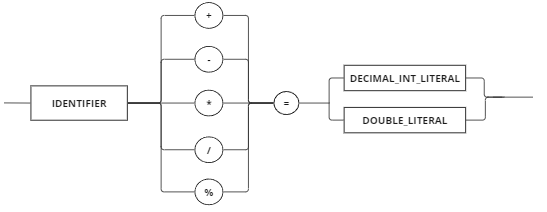 +
-
IDENTIFIER
*
=
DECIMAL_INT_LITERAL
DOUBLE_LITERAL
/
%